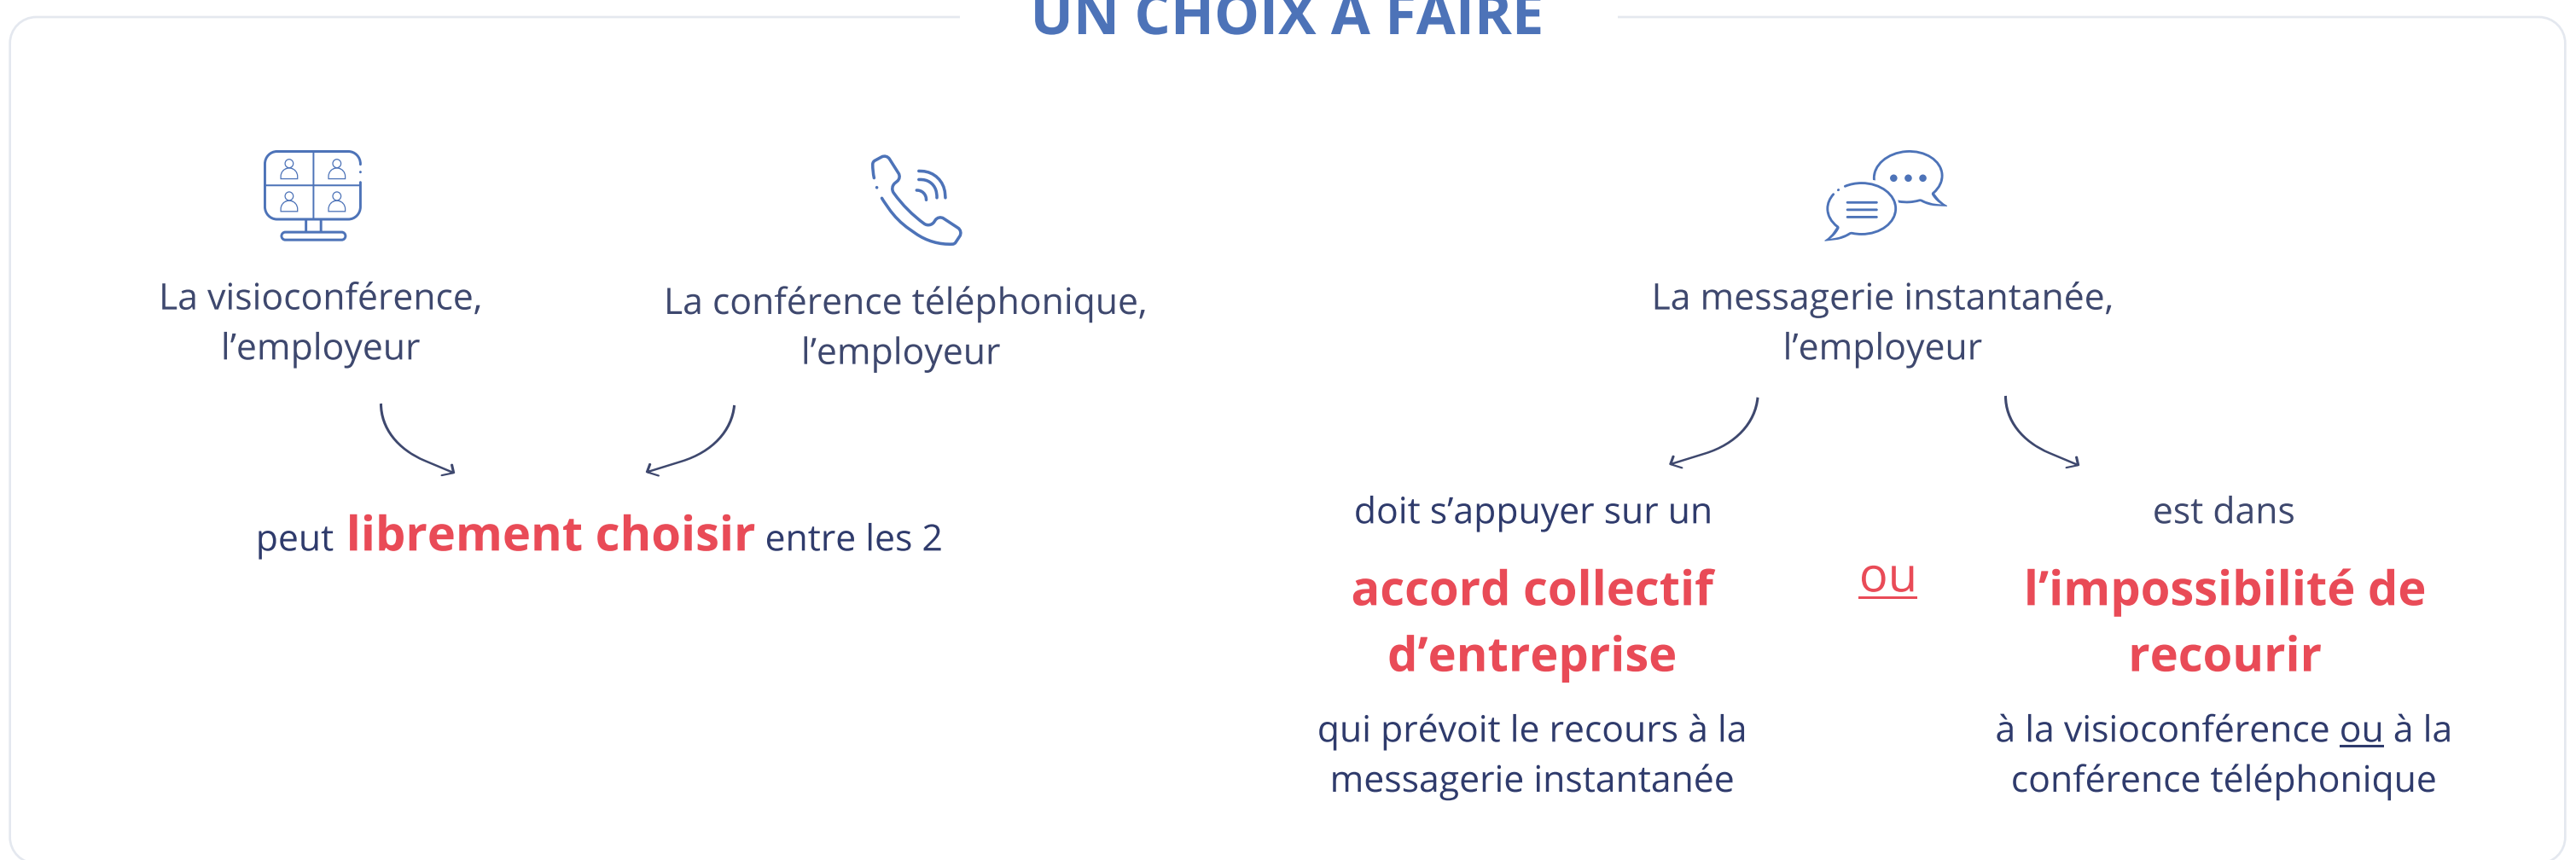 UN CHOIX À FAIRE
La visioconférence,
l’employeur
La conférence téléphonique,
l’employeur
peut librement choisir entre les 2
La messagerie instantanée,
l’employeur
doit s’appuyer sur un
accord collectif
d’entreprise
qui prévoit le recours à la
messagerie instantanée
ou
est dans
l’impossibilité de
recourir
à la visioconférence ou à la
conférence téléphonique